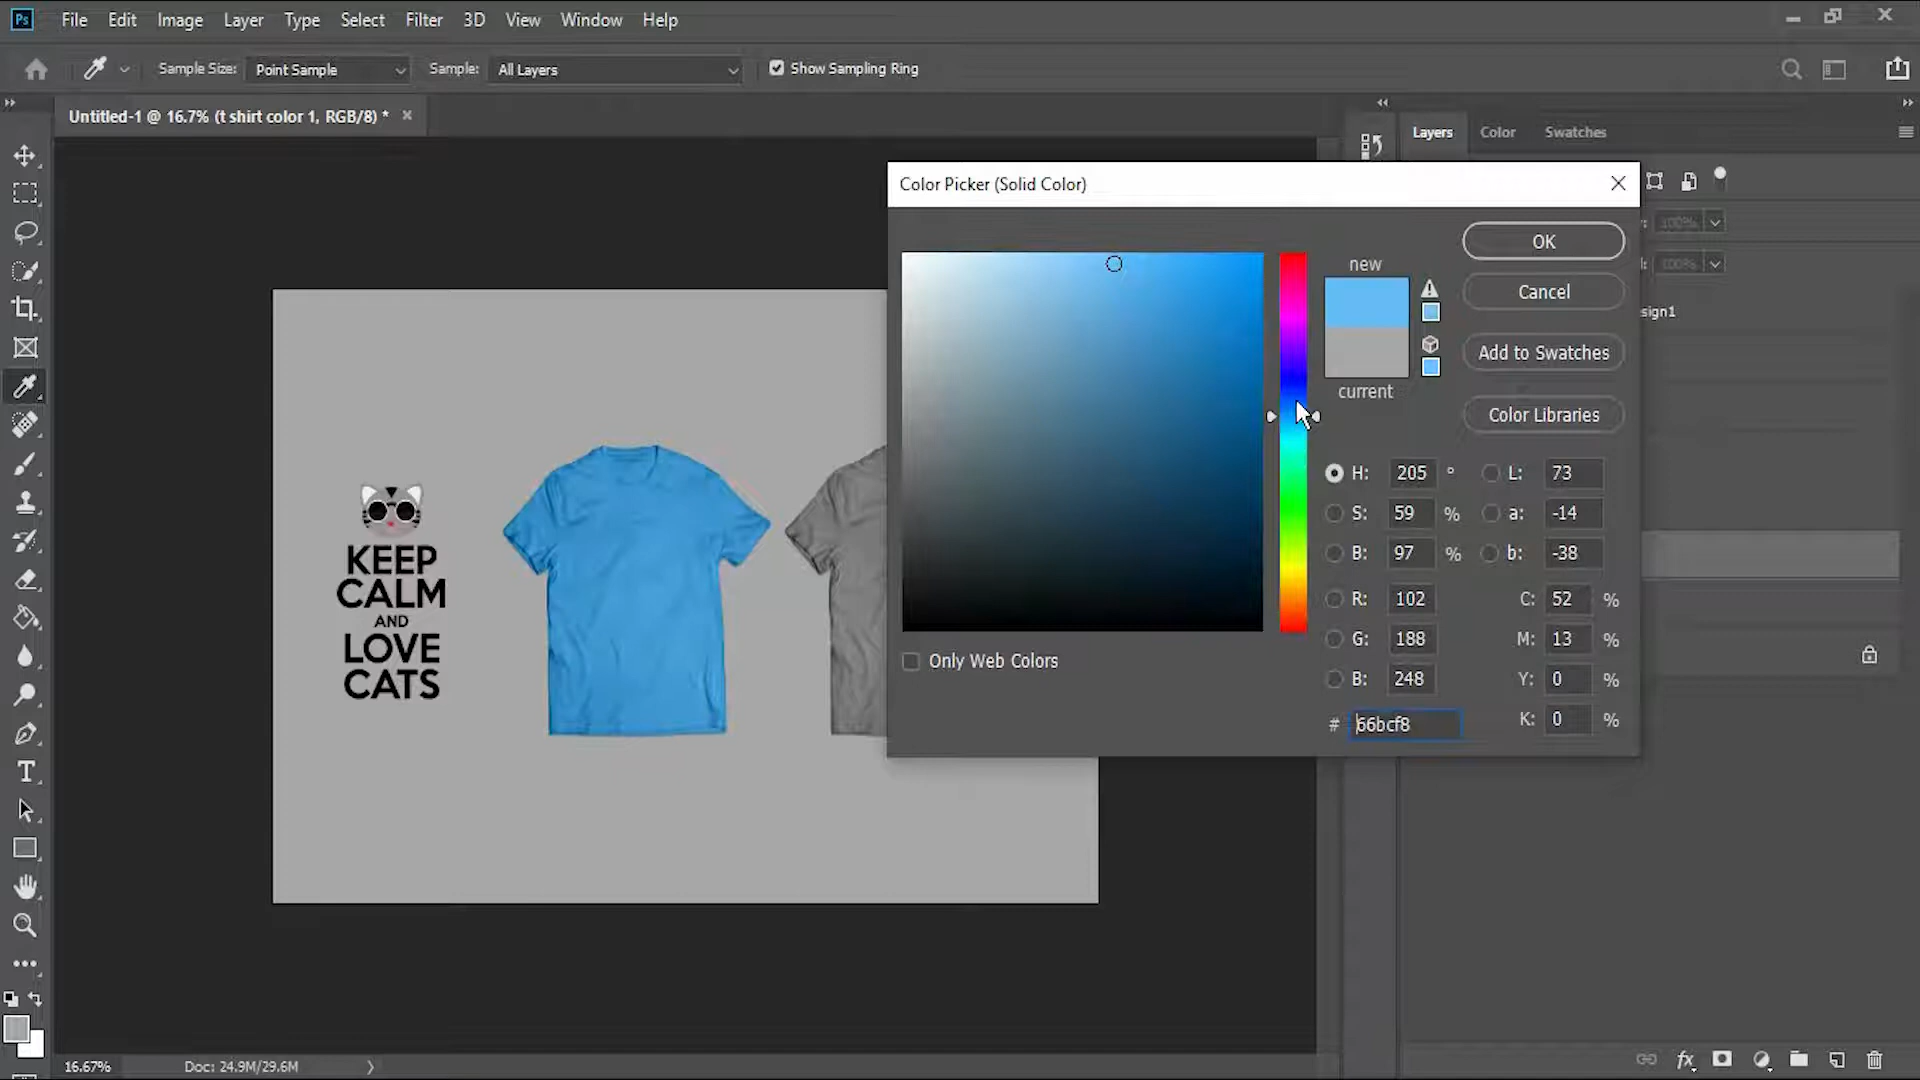 Ps File Edit Image Layer Type Select Filter 3D View Window Help
Sample Size: Point Sample Sample: All Layers Show Sampling Ring
Untitled-1 @ 16.7% (t shirt color 1, RGB/8) * ×
Layers Color Swatches
Color Picker (Solid Color)
100%
100%
sign1
new
current
OK
Cancel
Add to Swatches
Color Libraries
H: 205 ° L: 73
S: 59 % a: -14
B: 97 % b: -38
R: 102 C: 52 %
G: 188 M: 13 %
B: 248 Y: 0 %
# 66bcf8 K: 0 %
Only Web Colors
KEEP
CALM
AND
LOVE
CATS
T
fx
16.67% Doc: 24.9M/29.6M